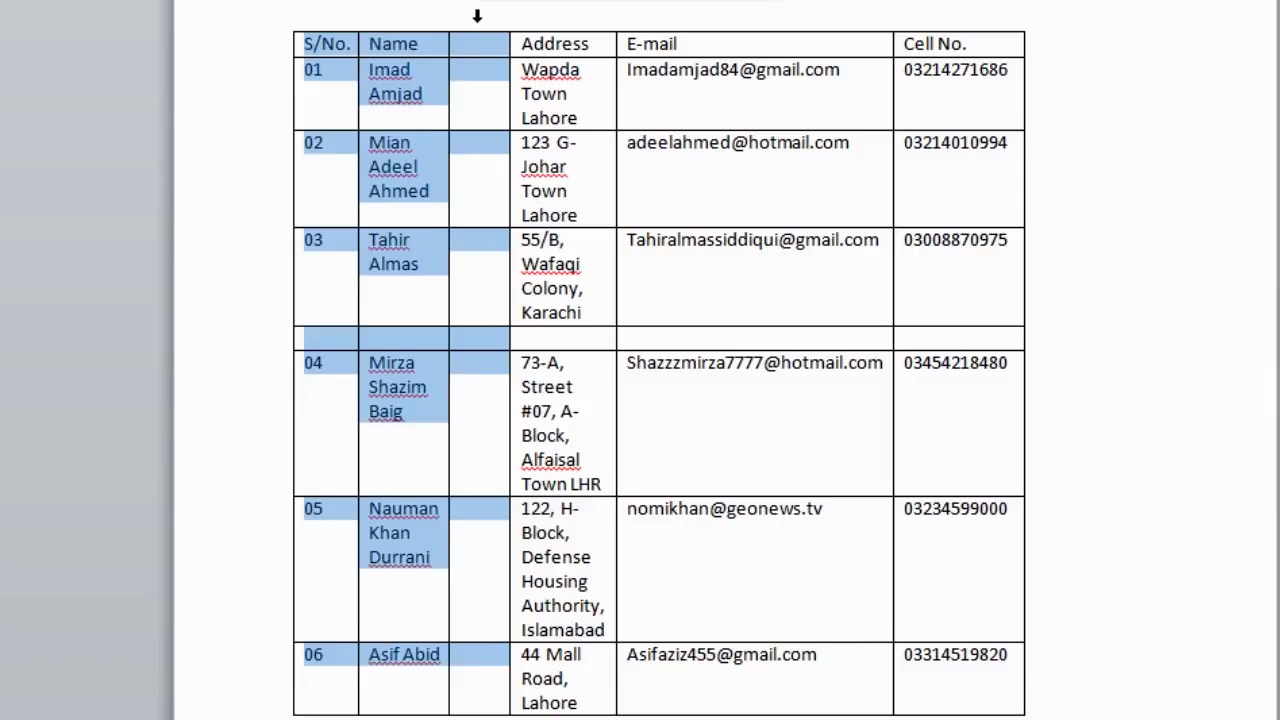 S/No. Name Address E-mail Cell No.
01 Imad Wapda Imadamjad84@gmail.com 03214271686
Amjad Town
Lahore
02 Mian 123 G- adeelahmed@hotmail.com 03214010994
Adeel Johar
Ahmed Town
Lahore
03 Tahir 55/B, Tahiralmassiddiqui@gmail.com 03008870975
Almas Wafaqi
Colony,
Karachi
04 Mirza 73-A, Shazzzmirza7777@hotmail.com 03454218480
Shazim Street
Baig #07, A-
Block,
Alfaisal
Town LHR
05 Nauman 122, H- nomikhan@geonews.tv 03234599000
Khan Block,
Durrani Defense
Housing
Authority,
Islamabad
06 Asif Abid 44 Mall Asifaziz455@gmail.com 03314519820
Road,
Lahore